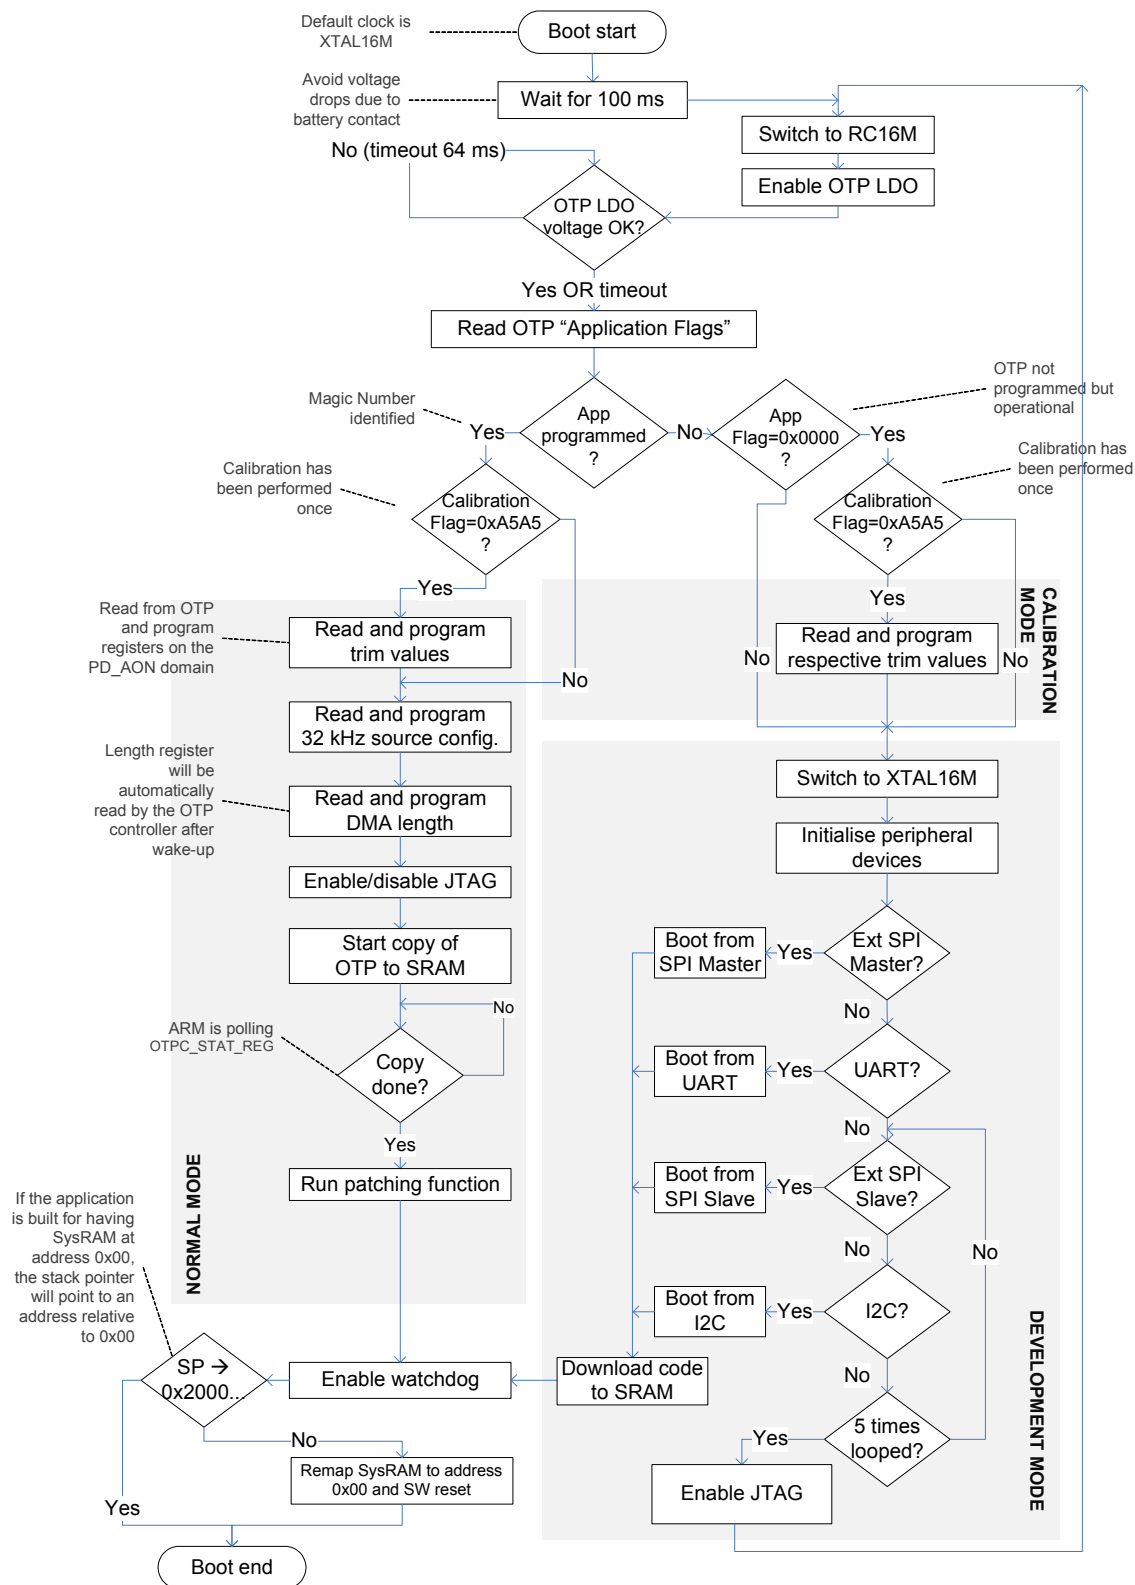 Default clock is
XTAL16M
Boot start
Avoid voltage
drops due to
battery contact
Wait for 100 ms
Switch to RC16M
No (timeout 64 ms)
Enable OTP LDO
OTP LDO
voltage OK?
Yes OR timeout
Read OTP “Application Flags”
OTP not
programmed but
operational
Magic Number
identified
Yes
App
programmed
?
No
App
Flag=0x0000
?
Yes
Calibration has
been performed
once
Calibration has
been performed
once
Calibration
Flag=0xA5A5
?
Calibration
Flag=0xA5A5
?
Yes
Yes
CALIBRATION
MODE
Read from OTP
and program
registers on the
PD_AON domain
Read and program
trim values
Read and program
respective trim values
No
No
No
Read and program
32 kHz source config.
Length register
will be
automatically
read by the OTP
controller after
wake-up
Read and program
DMA length
Switch to XTAL16M
Initialise peripheral
devices
Enable/disable JTAG
Start copy of
OTP to SRAM
Boot from
SPI Master
Yes
Ext SPI
Master?
No
No
ARM is polling
OTPC_STAT_REG
Copy
done?
Boot from
UART
Yes
UART?
No
Yes
Run patching function
Boot from
SPI Slave
Yes
Ext SPI
Slave?
No
No
NORMAL MODE
If the application
is built for having
SysRAM at
address 0x00,
the stack pointer
will point to an
address relative
to 0x00
Boot from
I2C
Yes
I2C?
SP →
0x2000...
Enable watchdog
Download code
to SRAM
No
DEVELOPMENT MODE
No
Yes
5 times
looped?
Remap SysRAM to address
0x00 and SW reset
Enable JTAG
Yes
Boot end